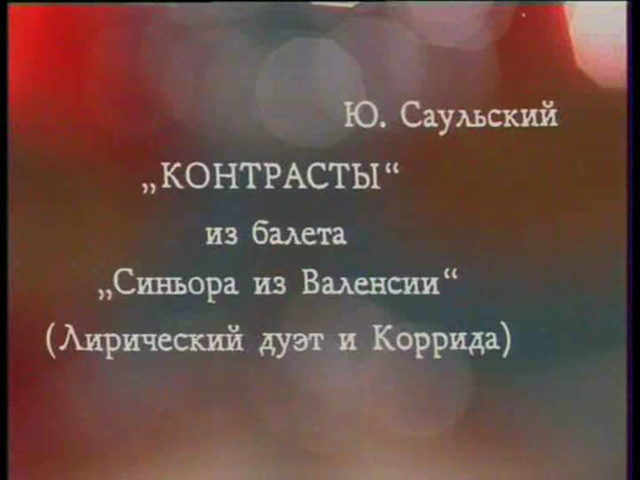 Ю. Саульский
„КОНТРАСТЫ“
из балета
„Синьора из Валенсии“
(Лирический дуэт и Коррида)